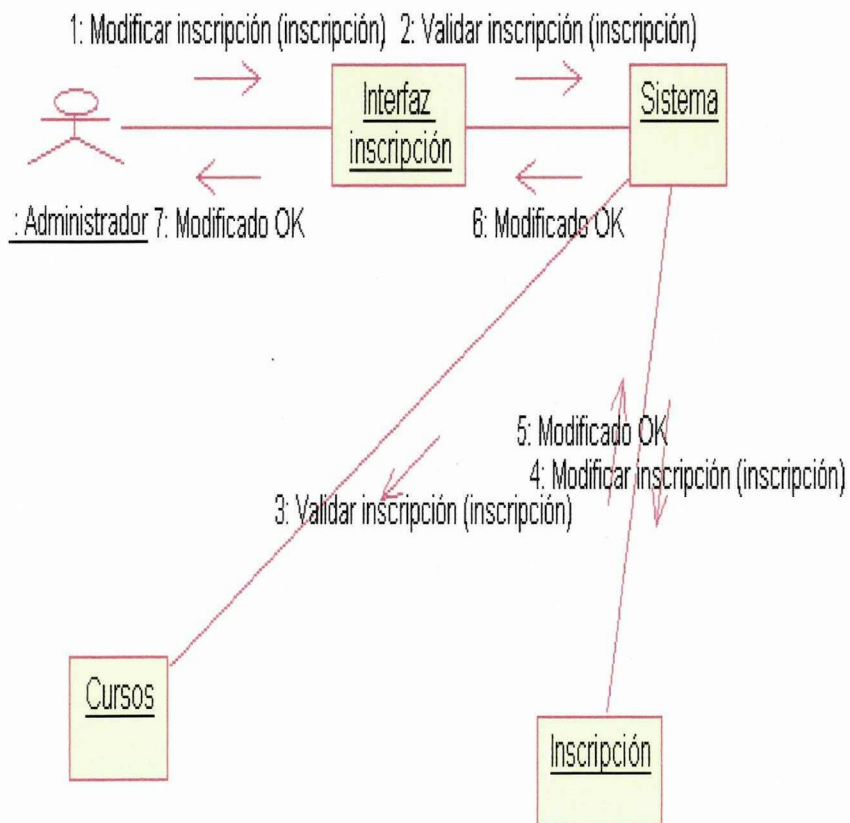 1: Modificar inscripción (inscripción)
2: Validar inscripción (inscripción)
Interfaz
inscripción
Sistema
: Administrador
7: Modificado OK
6: Modificado OK
5: Modificado OK
4: Modificar inscripción (inscripción)
3: Validar inscripción (inscripción)
Cursos
Inscripción